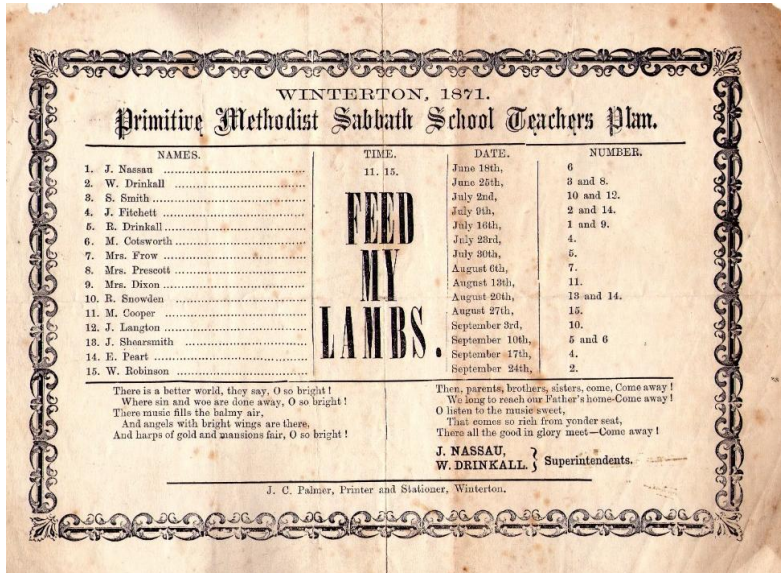 WINTERTON, 1871.
Primitive Methodist Sabbath School Teachers Plan.
NAMES.
1. J. Nassau
2. W. Drinkall
3. S. Smith
4. J. Fitchett
5. R. Drinkall
6. M. Cotsworth
7. Mrs. Frow
8. Mrs. Prescott
9. Mrs. Dixon
10. R. Snowden
11. M. Cooper
12. J. Langton
13. J. Shearsmith
14. E. Peart
15. W. Robinson
TIME.
11. 15.
FEED
MY
LAMBS.
DATE. NUMBER.
June 18th, 6
June 25th, 3 and 8.
July 2nd, 10 and 12.
July 9th, 2 and 14.
July 16th, 1 and 9.
July 23rd, 4.
July 30th, 5.
August 6th, 7.
August 13th, 11.
August 20th, 13 and 14.
August 27th, 15.
September 3rd, 10.
September 10th, 5 and 6
September 17th, 4.
September 24th, 2.
There is a better world, they say, O so bright!
Where sin and woe are done away, O so bright!
There music fills the balmy air,
And angels with bright wings are there,
And harps of gold and mansions fair, O so bright!
Then, parents, brothers, sisters, come, Come away!
We long to reach our Father's home-Come away!
O listen to the music sweet,
That comes so rich from yonder seat,
There all the good in glory meet—Come away!
J. NASSAU,
W. DRINKALL. } Superintendents.
J. C. Palmer, Printer and Stationer, Winterton.